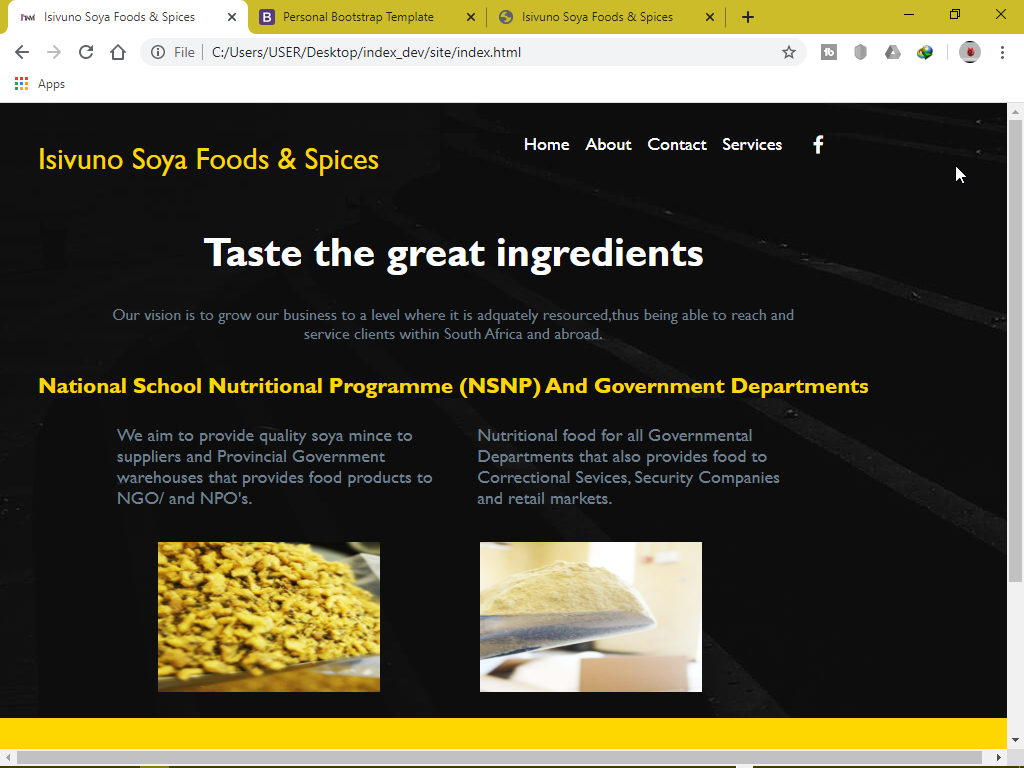 Isivuno Soya Foods & Spices
Personal Bootstrap Template
Isivuno Soya Foods & Spices
File
C:/Users/USER/Desktop/index_dev/site/index.html
Apps
Isivuno Soya Foods & Spices
Home About Contact Services
Taste the great ingredients
Our vision is to grow our business to a level where it is adquately resourced,thus being able to reach and
service clients within South Africa and abroad.
National School Nutritional Programme (NSNP) And Government Departments
We aim to provide quality soya mince to
suppliers and Provincial Government
warehouses that provides food products to
NGO/ and NPO's.
Nutritional food for all Governmental
Departments that also provides food to
Correctional Sevices, Security Companies
and retail markets.